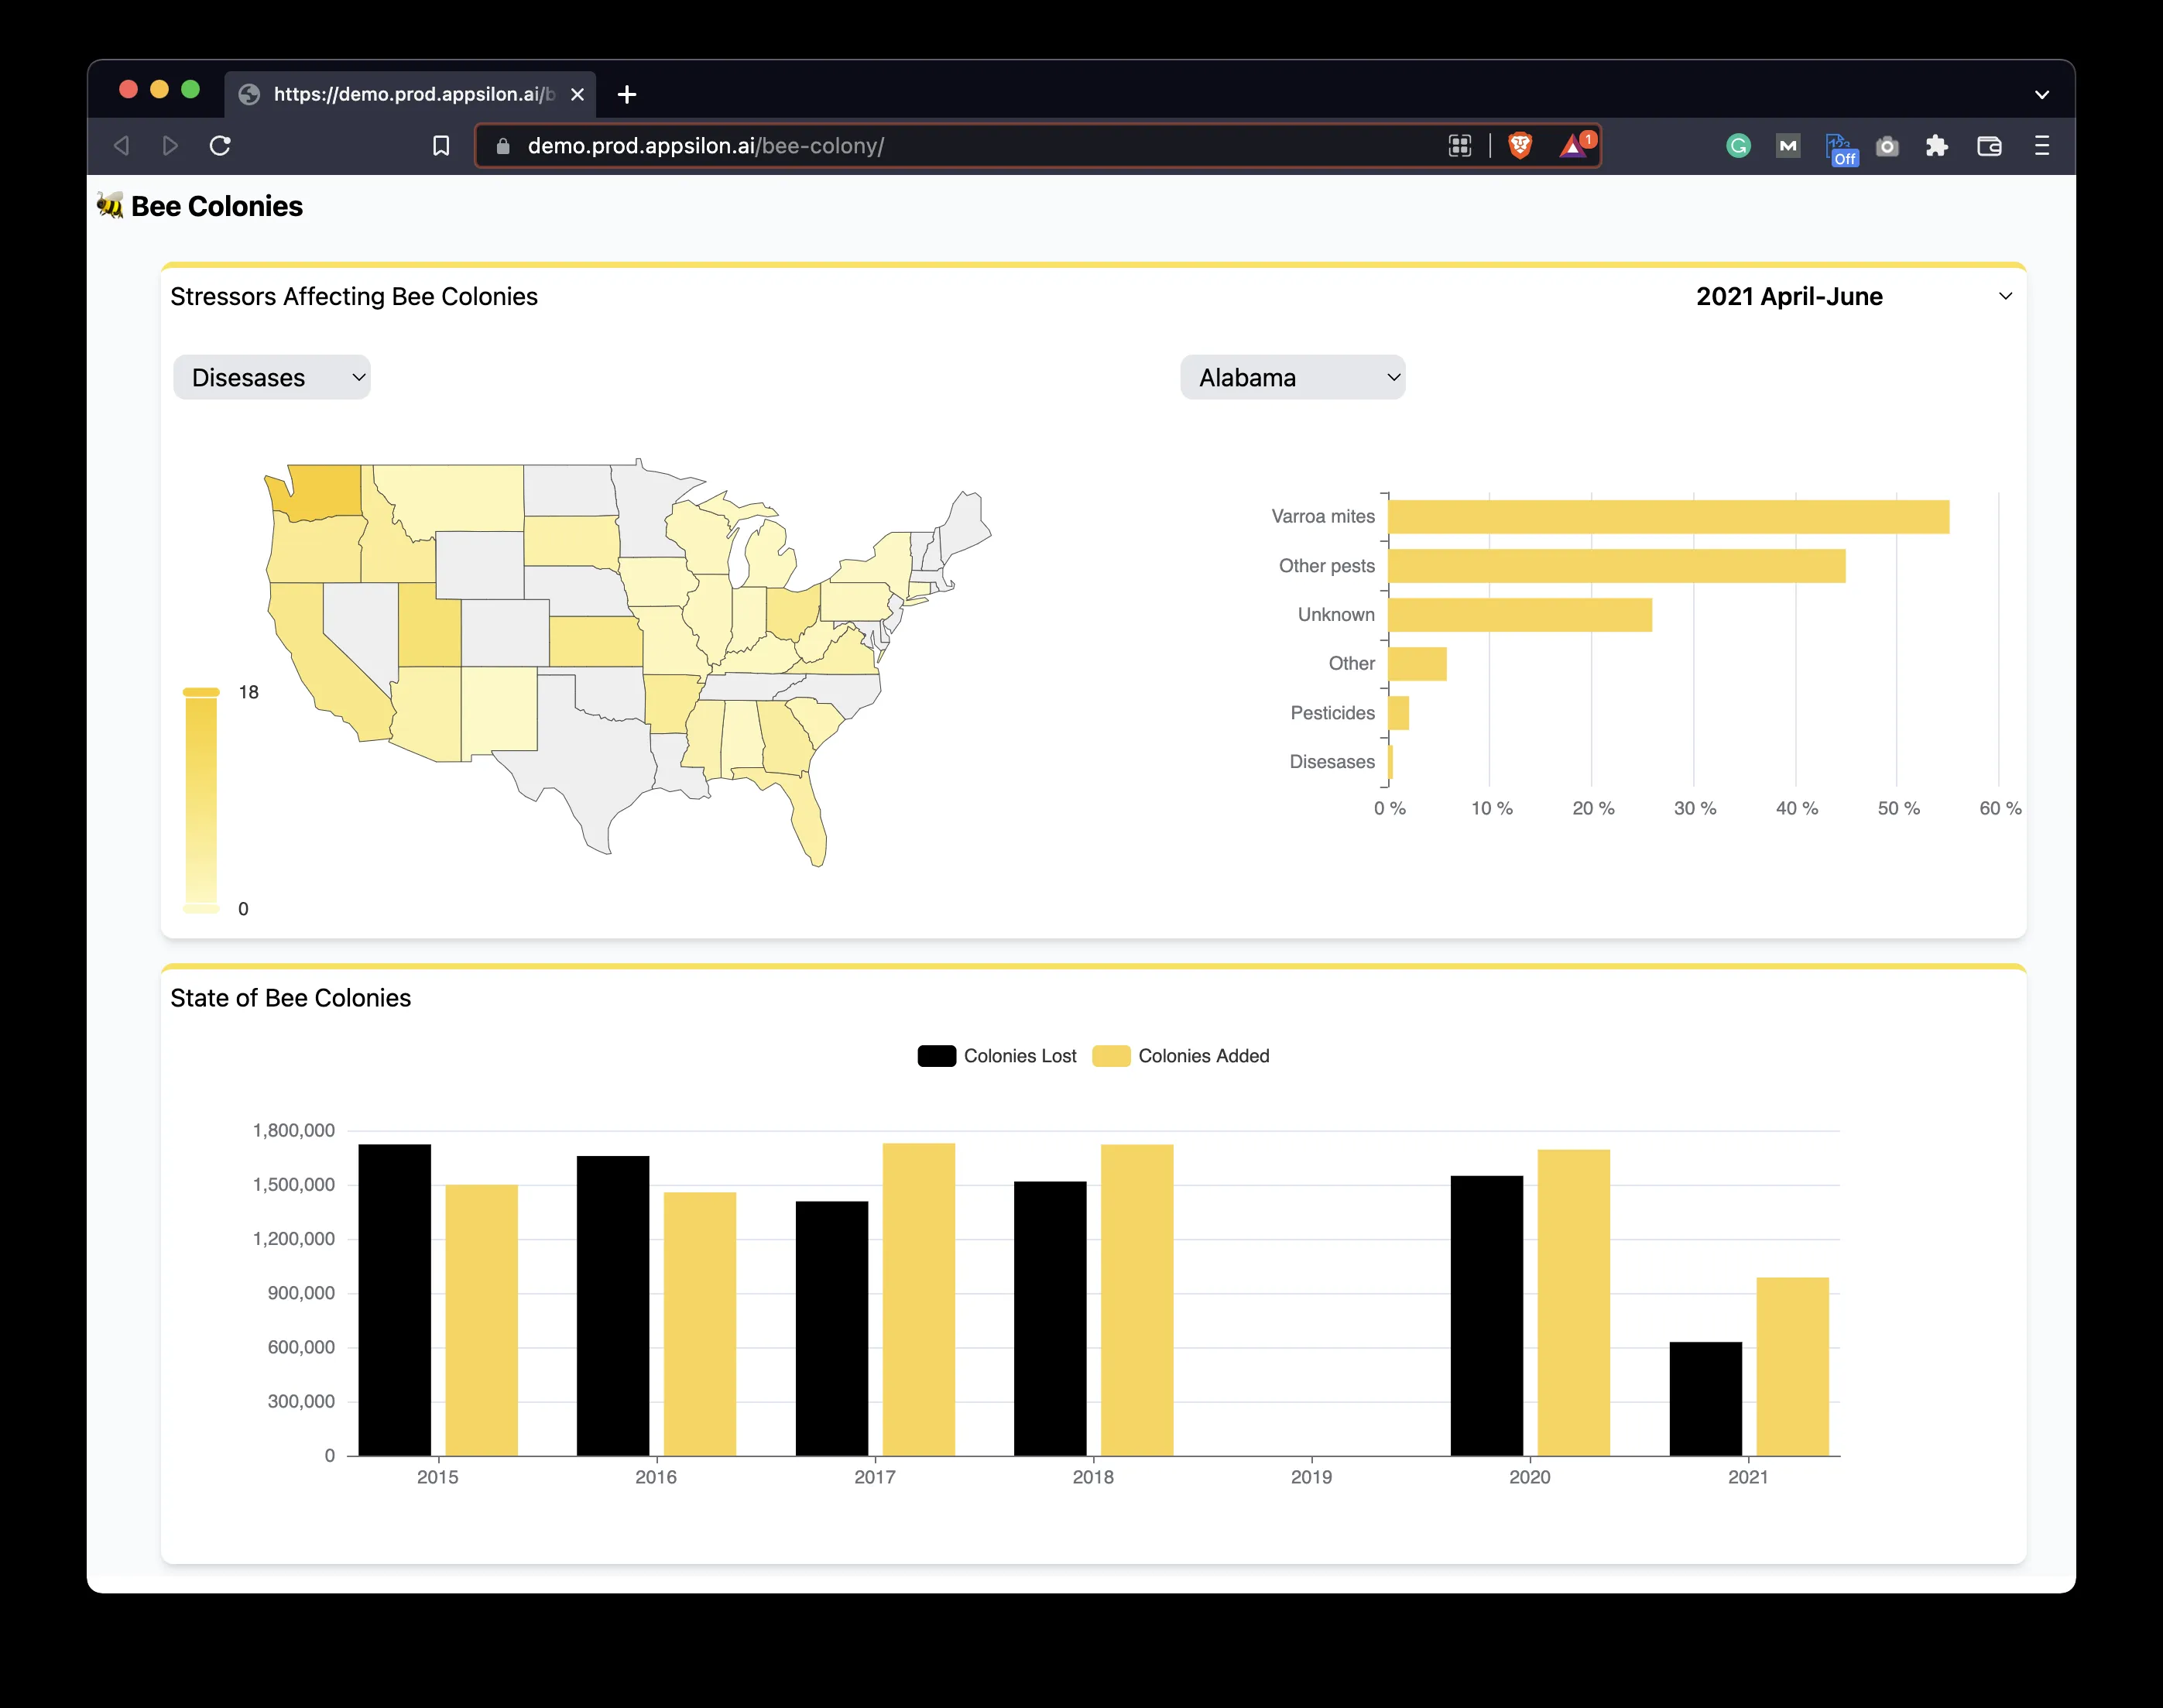 https://demo.prod.appsilon.ai/b
demo.prod.appsilon.ai/bee-colony/
1
G
M
Off
Bee Colonies
Stressors Affecting Bee Colonies
2021 April-June
Disesases
Alabama
18
0
Varroa mites
Other pests
Unknown
Other
Pesticides
Disesases
0 % 10 % 20 % 30 % 40 % 50 % 60 %
State of Bee Colonies
Colonies Lost Colonies Added
1,800,000
1,500,000
1,200,000
900,000
600,000
300,000
0
2015 2016 2017 2018 2019 2020 2021